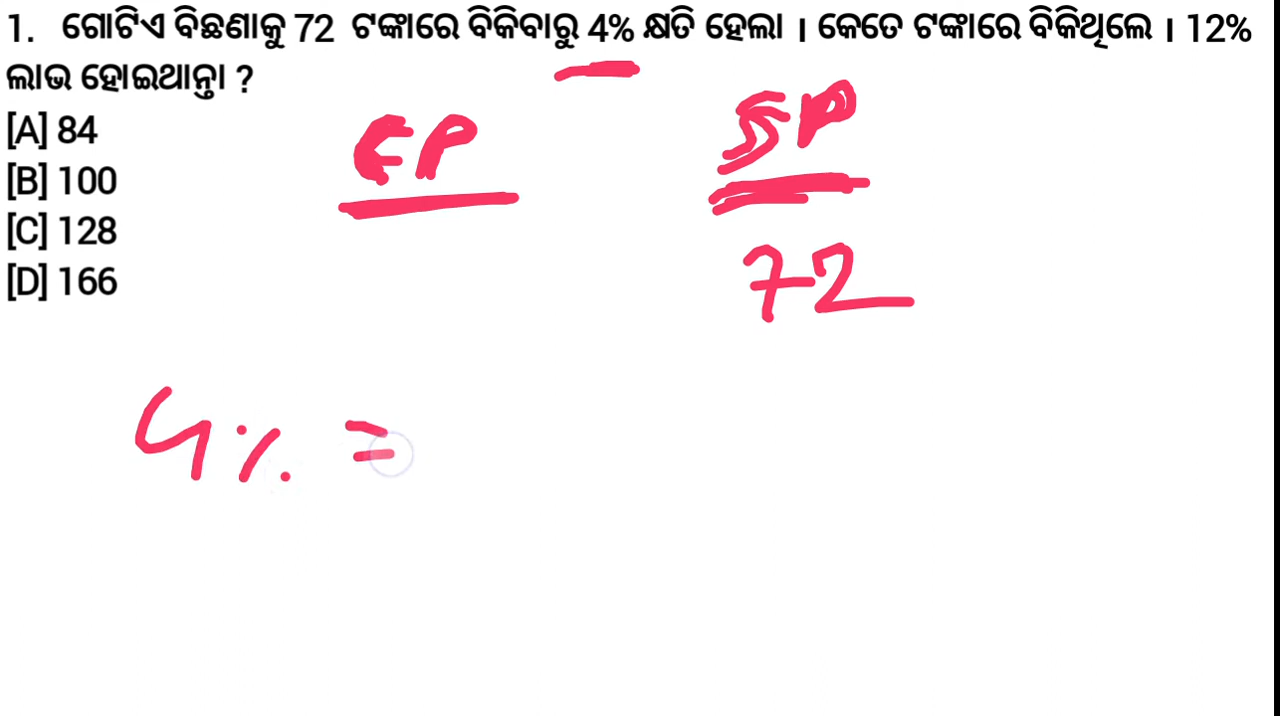 1. ଗୋଟିଏ ବିଛଣାକୁ 72 ଟଙ୍କାରେ ବିକିବାରୁ 4% କ୍ଷତି ହେଲା । କେତେ ଟଙ୍କାରେ ବିକିଥିଲେ । 12%
ଲାଭ ହୋଇଥାନ୍ତା ?
[A] 84
[B] 100
[C] 128
[D] 166
CP SP
72
4% =